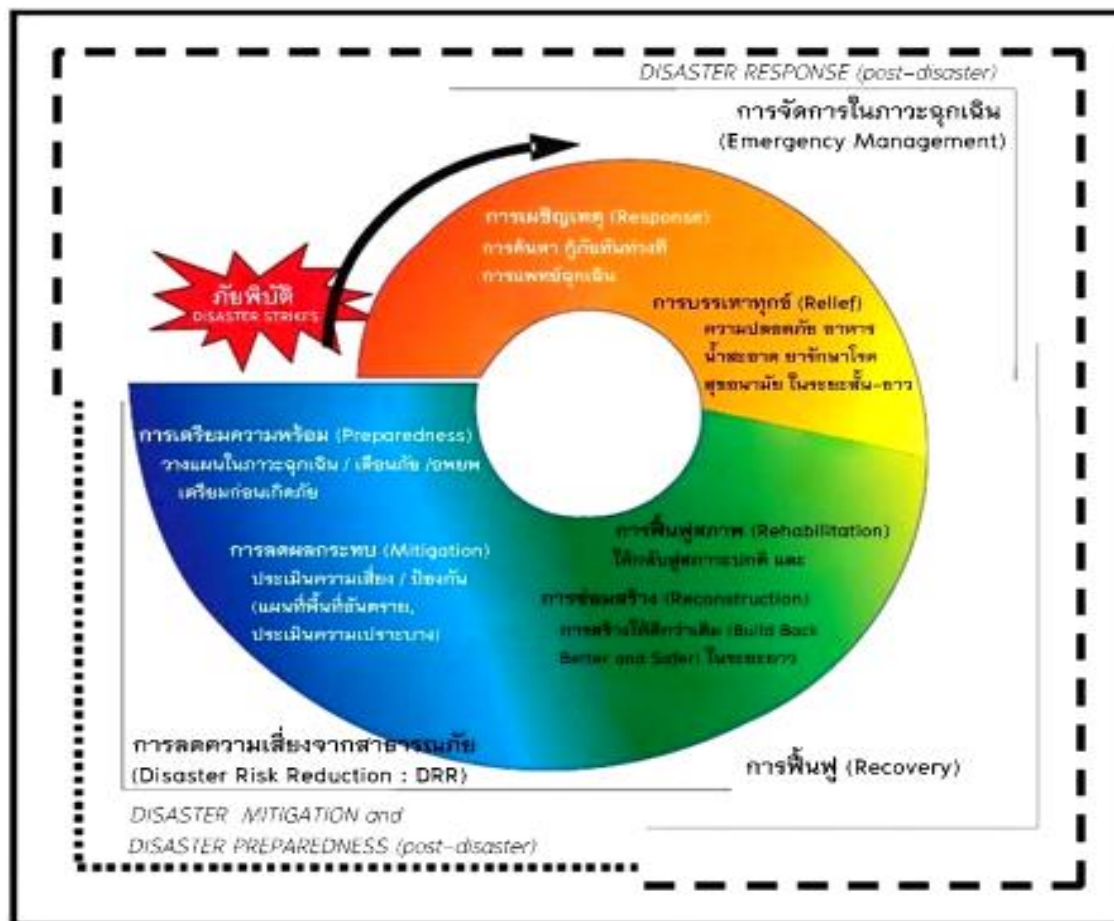 DISASTER RESPONSE (post-disaster)
การจัดการในภาวะฉุกเฉิน
(Emergency Management)
การเผชิญเหตุ (Response)
การค้นหา กู้ภัยทันท่วงที
การแพทย์ฉุกเฉิน
ภัยพิบัติ
DISASTER STRIKES
การบรรเทาทุกข์ (Relief)
ความปลอดภัย อาหาร
น้ำสะอาด ยารักษาโรค
สุขอนามัย ในระยะสั้น-ยาว
การเตรียมความพร้อม (Preparedness)
วางแผนในภาวะฉุกเฉิน / เตือนภัย /อพยพ
เตรียมก่อนเกิดภัย
การลดผลกระทบ (Mitigation)
ประเมินความเสี่ยง / ป้องกัน
(แผนที่พื้นที่อันตราย,
ประเมินความเปราะบาง)
การฟื้นฟูสภาพ (Rehabilitation)
ให้กลับสู่สภาวะปกติ และ
การซ่อมสร้าง (Reconstruction)
การสร้างให้ดีกว่าเดิม (Build Back
Better and Safer) ในระยะยาว
การลดความเสี่ยงจากสาธารณภัย
(Disaster Risk Reduction : DRR)
การฟื้นฟู (Recovery)
DISASTER MITIGATION and
DISASTER PREPAREDNESS (post-disaster)